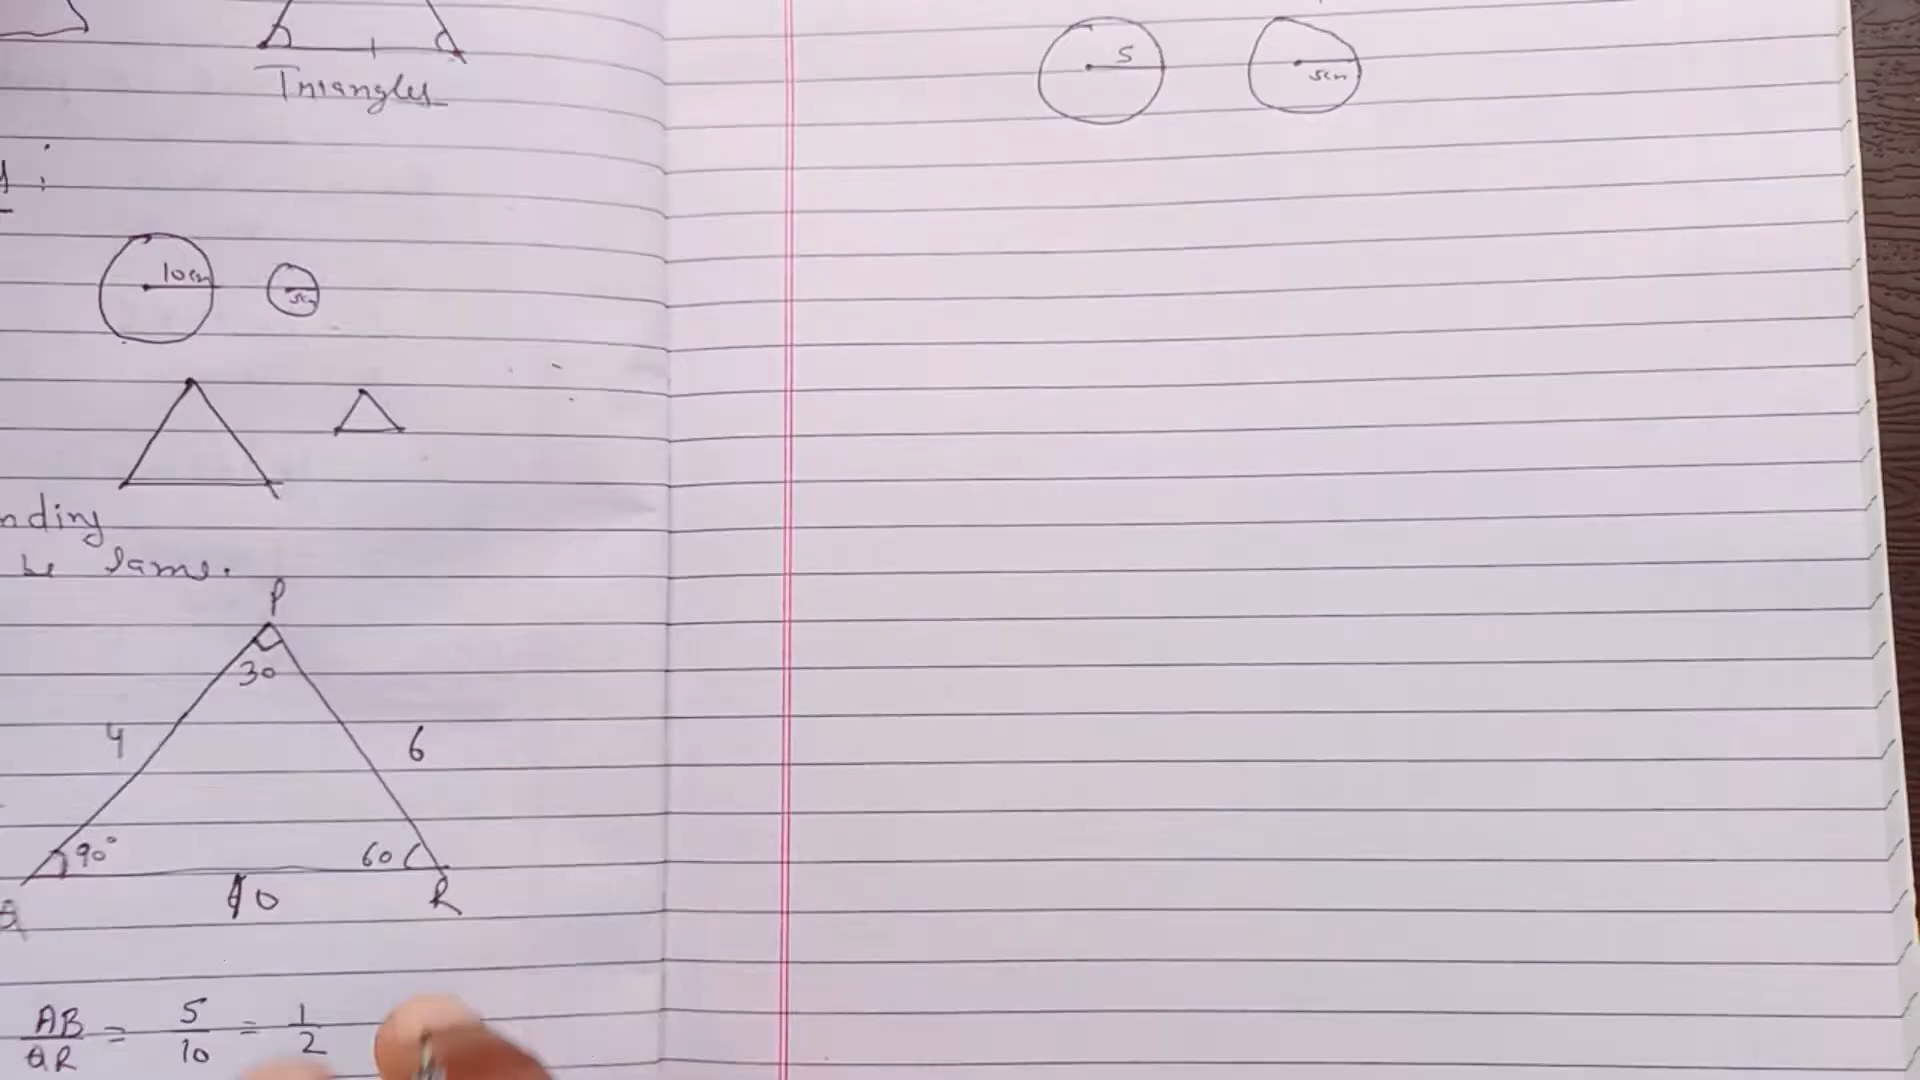 Triangles
5
5cm
:
10cm
5cm
nding
be same.
P
30
4
6
90°
60
10
Q
R
AB/QR = 5/10 = 1/2